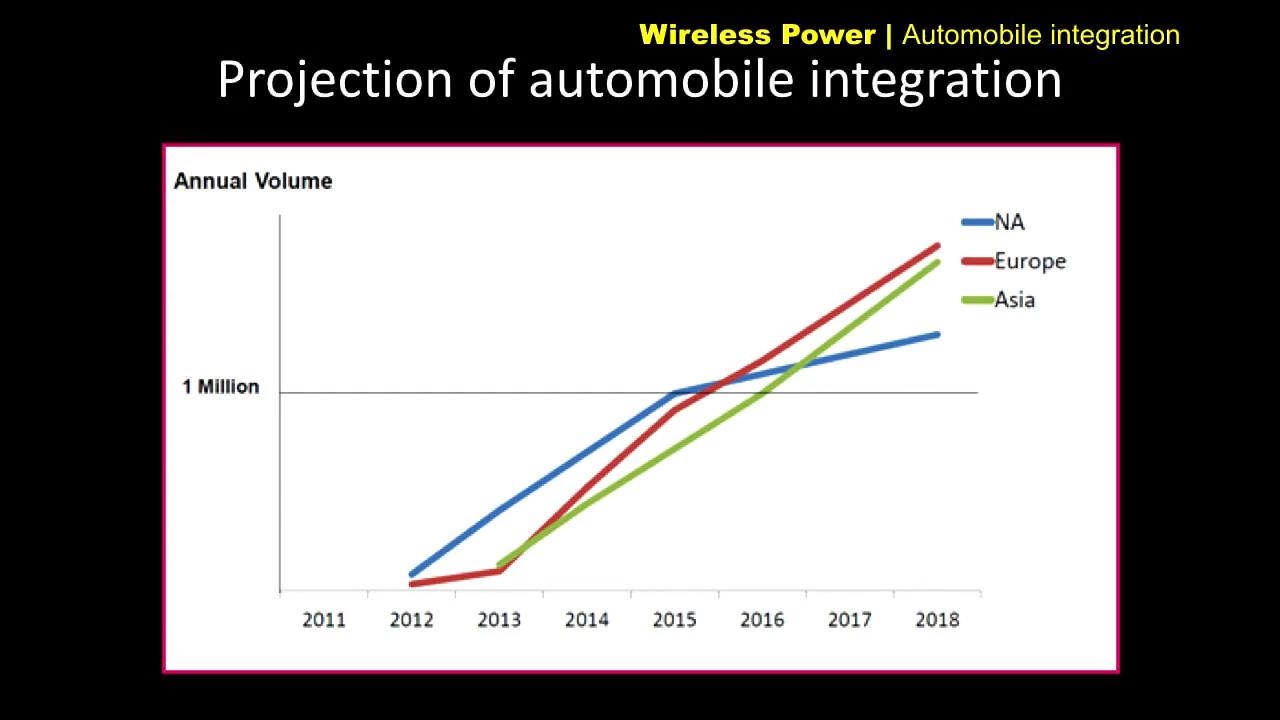 Wireless Power | Automobile integration
Projection of automobile integration
Annual Volume
NA
Europe
Asia
1 Million
2011 2012 2013 2014 2015 2016 2017 2018